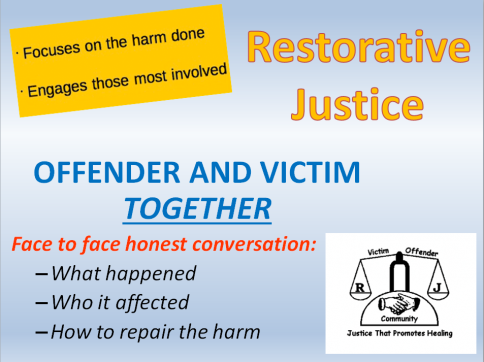 · Focuses on the harm done
· Engages those most involved
Restorative
Justice
OFFENDER AND VICTIM
TOGETHER
Face to face honest conversation:
–What happened
–Who it affected
–How to repair the harm
Victim Offender
R J
Community
Justice That Promotes Healing